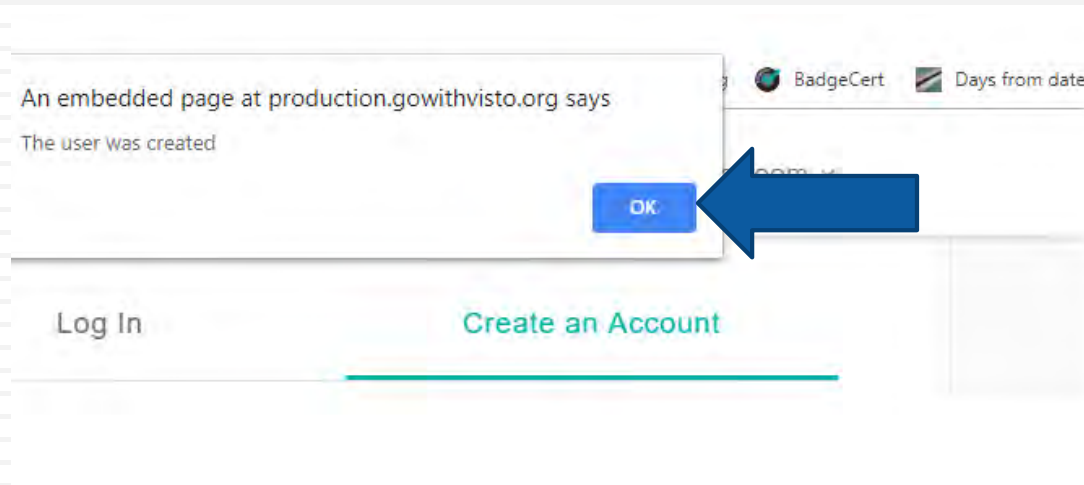 BadgeCert Days from date
An embedded page at production.gowithvisto.org says
The user was created
OK
Log In Create an Account